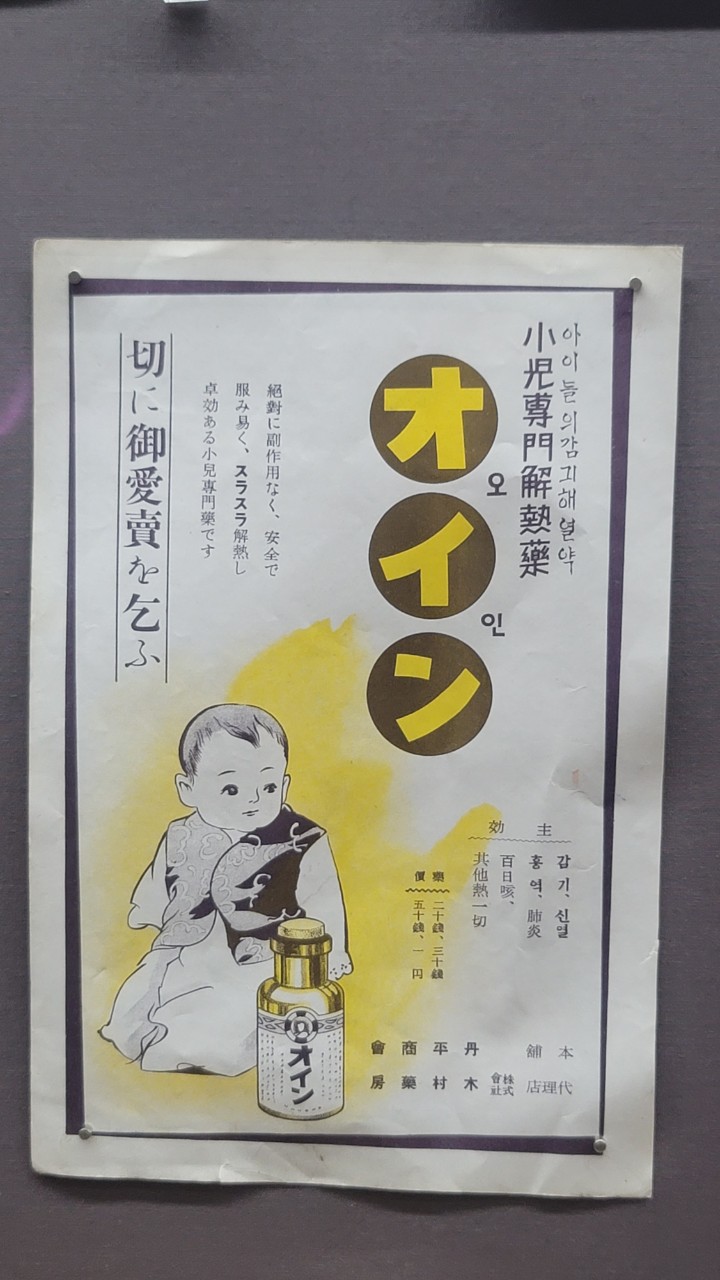 아이들의감긔해열약
小児專門解熱藥
オイン
오인
絕對に副作用なく、安全で
服み易く、スラスラ解熱し
卓効ある小兒專門藥です
切に御愛賣を乞ふ
主効
감긔、신열
홍역、肺炎
百日咳、
其他熱一切
藥價
二十錢、三十錢
五十錢、一円
本舖 丹平商會
代理店 株式會社 木村藥房
オイン